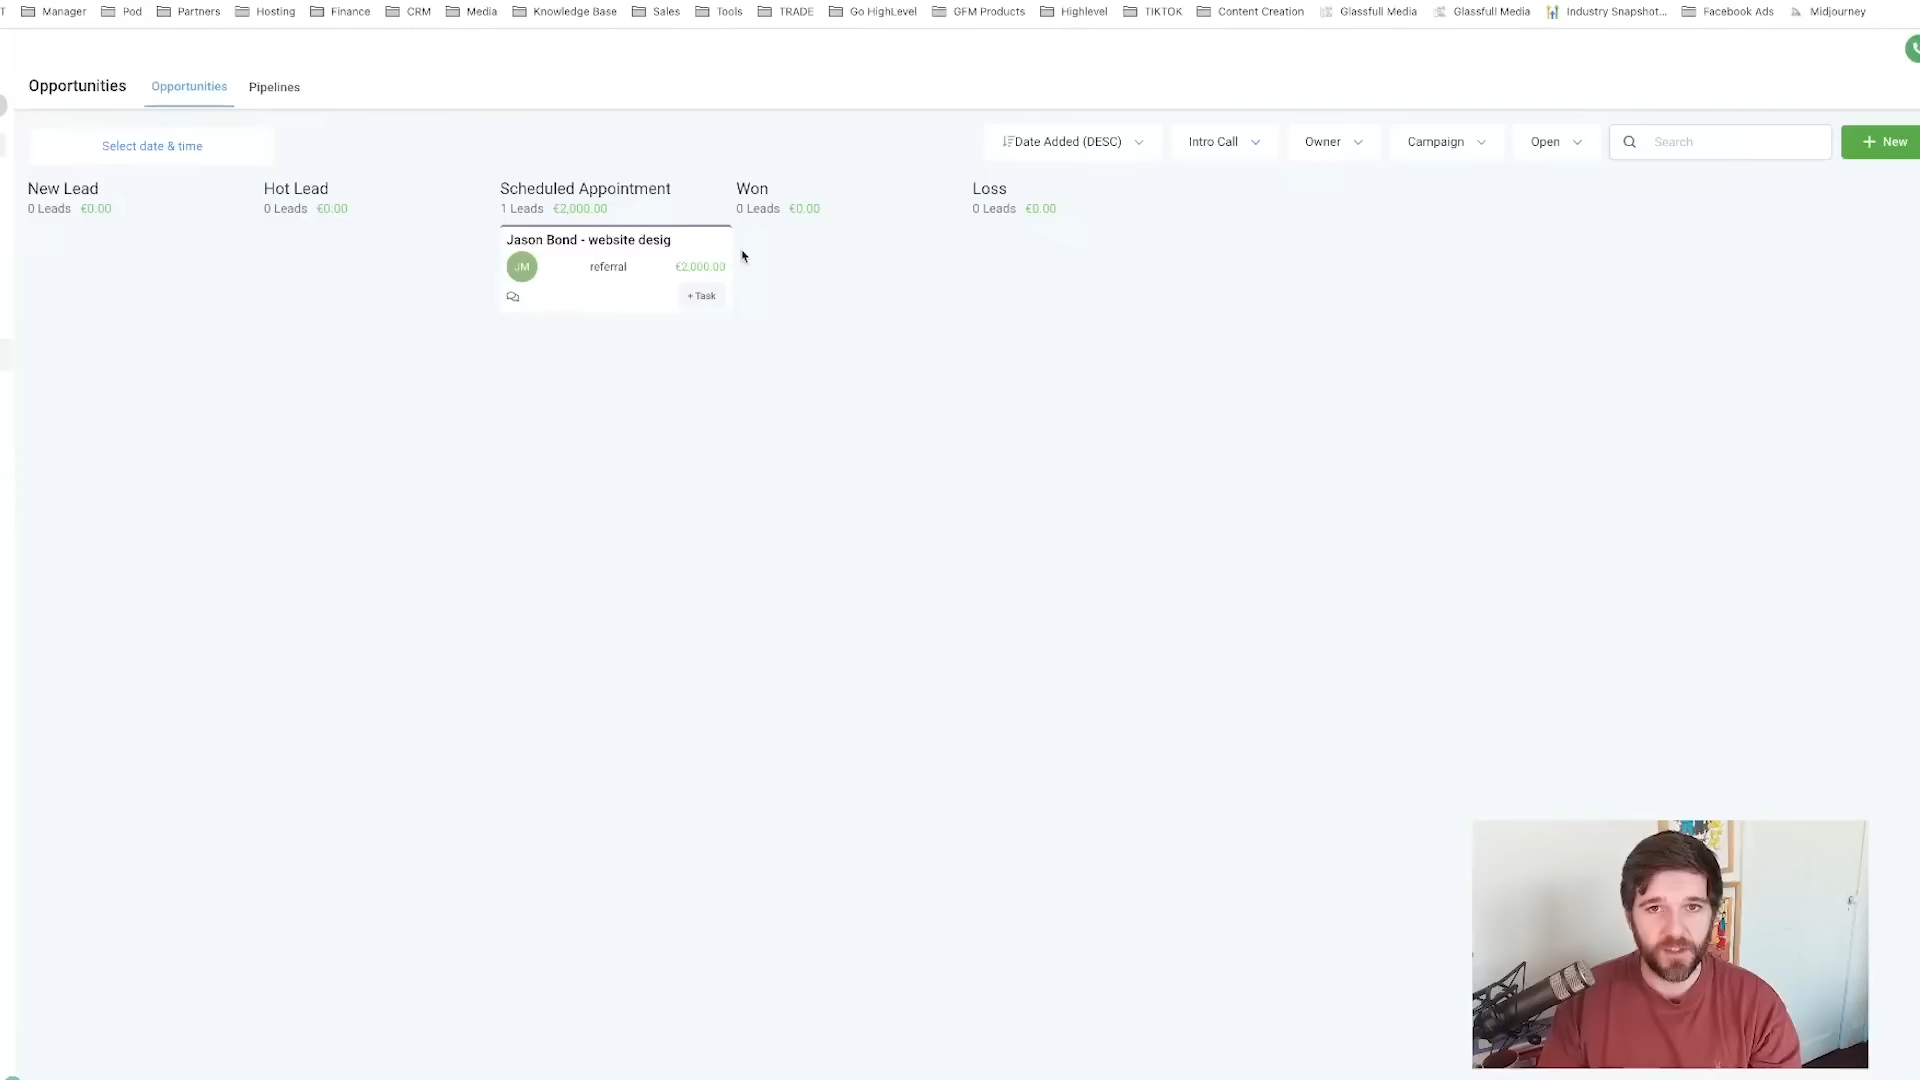 T Manager Pod Partners Hosting Finance CRM Media Knowledge Base Sales Tools TRADE Go HighLevel GFM Products Highlevel TIKTOK Content Creation Glassfull Media Glassfull Media Industry Snapshot... Facebook Ads Midjourney
Opportunities Opportunities Pipelines
Select date & time Date Added (DESC) Intro Call Owner Campaign Open Search + New
New Lead Hot Lead Scheduled Appointment Won Loss
0 Leads €0.00 0 Leads €0.00 1 Leads €2,000.00 0 Leads €0.00 0 Leads €0.00
Jason Bond - website desig
JM referral €2,000.00
+ Task